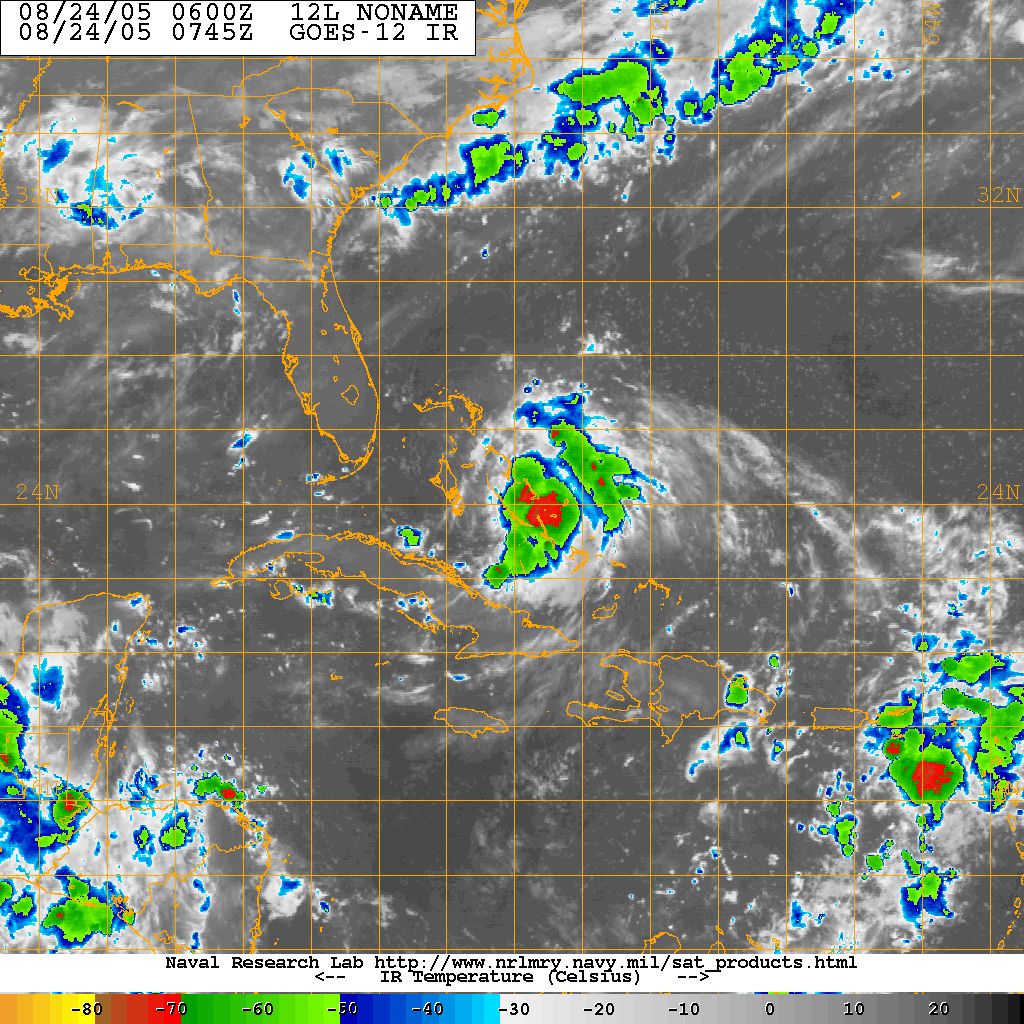 08/24/05 0600Z 12L NONAME
08/24/05 0745Z GOES-12 IR
32N 32N
24N 24N
Naval Research Lab http://www.nrlmry.navy.mil/sat_products.html
<-- IR Temperature (Celsius) -->
-80 -70 -60 -50 -40 -30 -20 -10 0 10 20